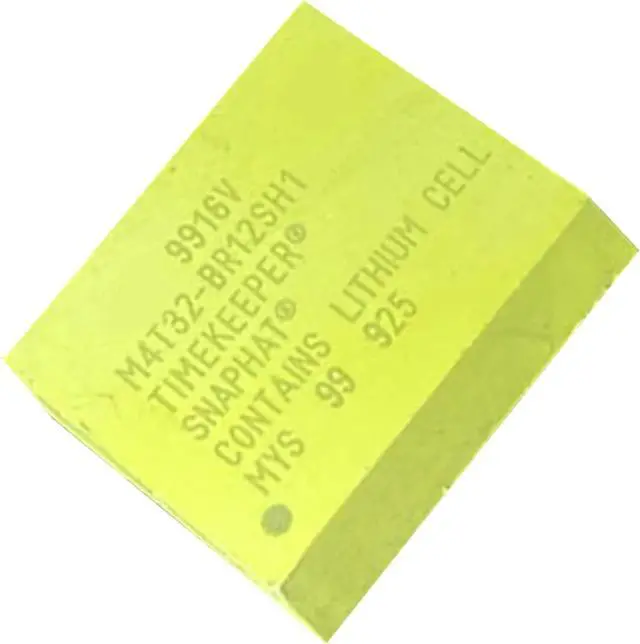 9916V
M4T32-BR12SH1
TIMEKEEPER®
SNAPHAT®
CONTAINS LITHIUM CELL
MYS 99 925